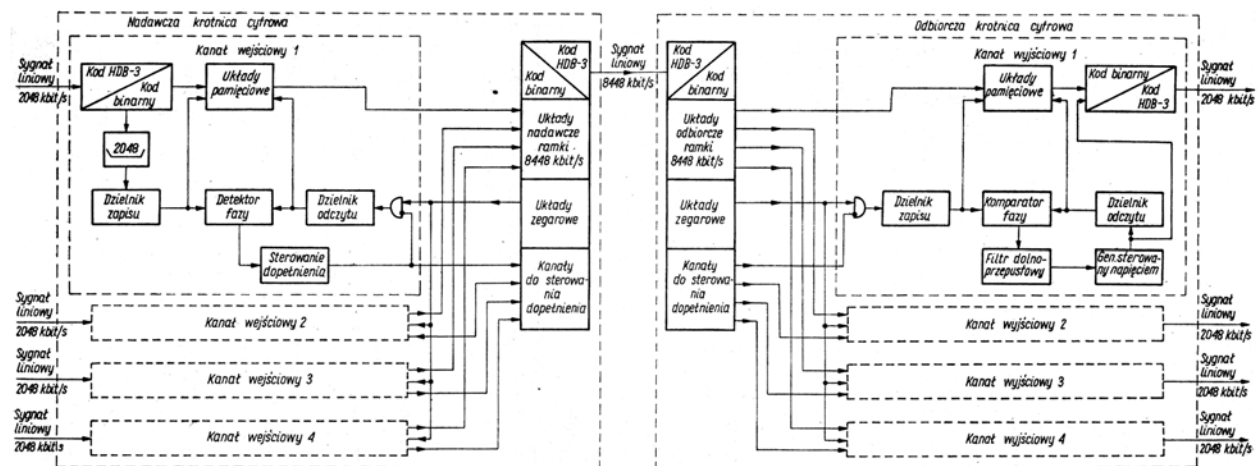 Nadawcza krotnica cyfrowa
Kanał wejściowy 1
Sygnał
liniowy
2048 kbit/s
Kod HDB-3
Kod
binarny
Układy
pamięciowe
2048
Dzielnik
zapisu
Detektor
fazy
Dzielnik
odczytu
Sterowanie
dopełnienia
Kod
HDB-3
Kod
binarny
Układy
nadawcze
ramki
8448 kbit/s
Układy
zegarowe
Kanały
do sterowa-
nia
dopełnienia
Sygnał
liniowy
2048 kbit/s
Kanał wejściowy 2
Sygnał
liniowy
2048 kbit/s
Kanał wejściowy 3
Sygnał
liniowy
2048 kbit/s
Kanał wejściowy 4
Sygnał
liniowy
8448 kbit/s
Odbiorcza krotnica cyfrowa
Kod
HDB-3
Kod
binarny
Układy
odbiorcze
ramki
8448 kbit/s
Układy
zegarowe
Kanały
do sterowa-
nia
dopełnienia
Kanał wyjściowy 1
Układy
pamięciowe
Kod binarny
Kod
HDB-3
Sygnał
liniowy
2048 kbit/s
Dzielnik
zapisu
Komparator
fazy
Dzielnik
odczytu
Filtr dolno-
przepustowy
Gen. sterowa-
ny napięciem
Kanał wyjściowy 2
Sygnał
liniowy
2048 kbit/s
Kanał wyjściowy 3
Sygnał
liniowy
2048 kbit/s
Kanał wyjściowy 4
Sygnał
liniowy
2048 kbit/s